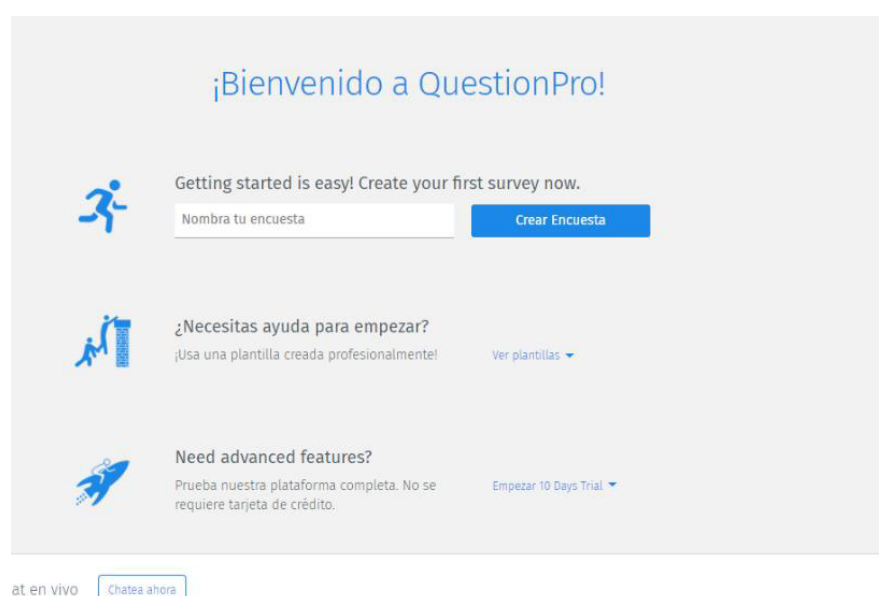 ¡Bienvenido a QuestionPro!
Getting started is easy! Create your first survey now.
Nombra tu encuesta
Crear Encuesta
¿Necesitas ayuda para empezar?
¡Usa una plantilla creada profesionalmente!
Ver plantillas
Need advanced features?
Prueba nuestra plataforma completa. No se
requiere tarjeta de crédito.
Empezar 10 Days Trial
at en vivo
Chatea ahora